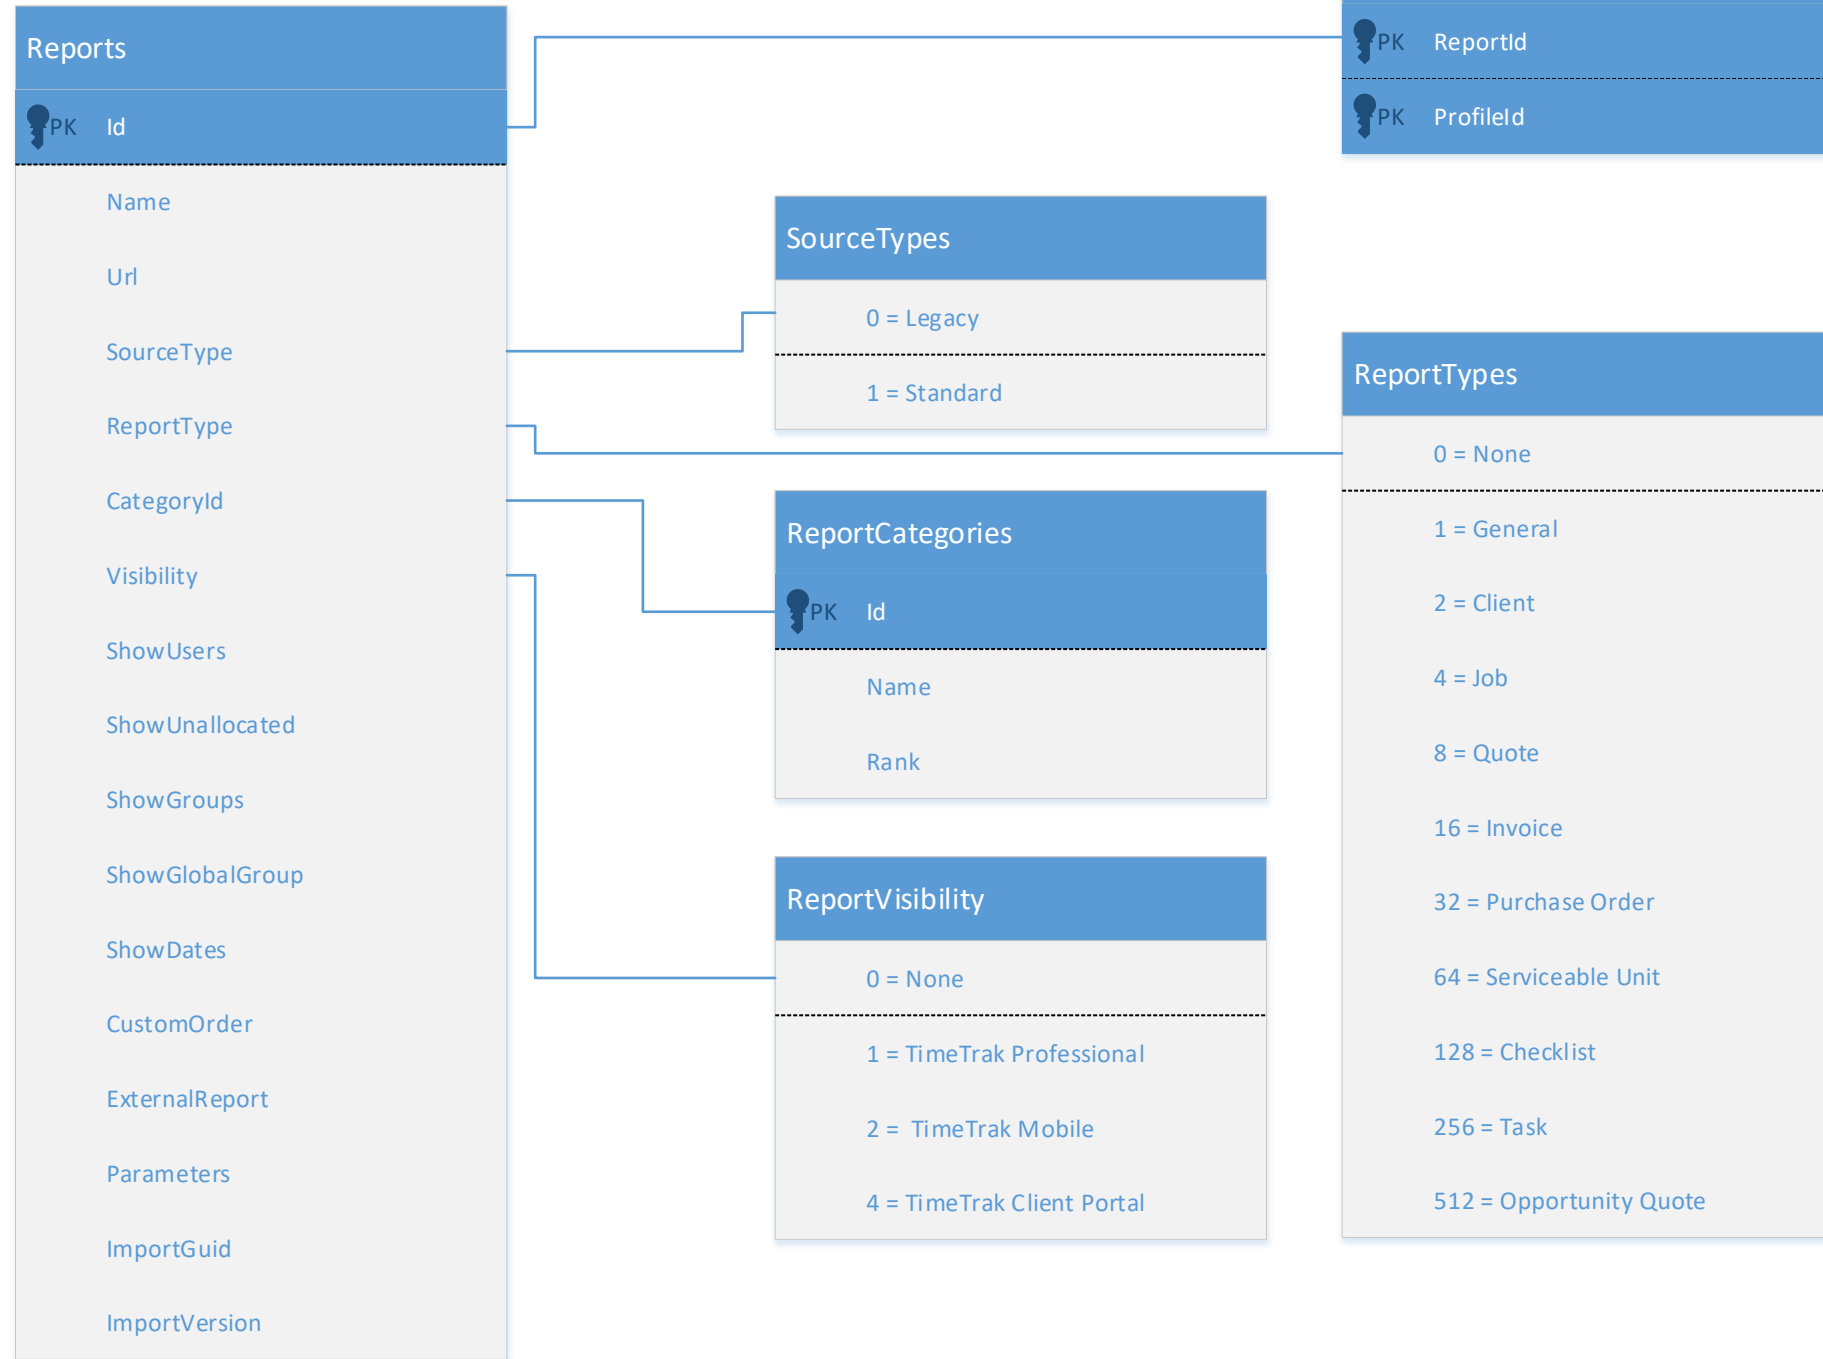 Reports
PK Id
Name
Url
SourceType
ReportType
CategoryId
Visibility
ShowUsers
ShowUnallocated
ShowGroups
ShowGlobalGroup
ShowDates
CustomOrder
ExternalReport
Parameters
ImportGuid
ImportVersion
SourceTypes
0 = Legacy
1 = Standard
ReportCategories
PK Id
Name
Rank
ReportVisibility
0 = None
1 = TimeTrak Professional
2 = TimeTrak Mobile
4 = TimeTrak Client Portal
PK ReportId
PK ProfileId
ReportTypes
0 = None
1 = General
2 = Client
4 = Job
8 = Quote
16 = Invoice
32 = Purchase Order
64 = Serviceable Unit
128 = Checklist
256 = Task
512 = Opportunity Quote